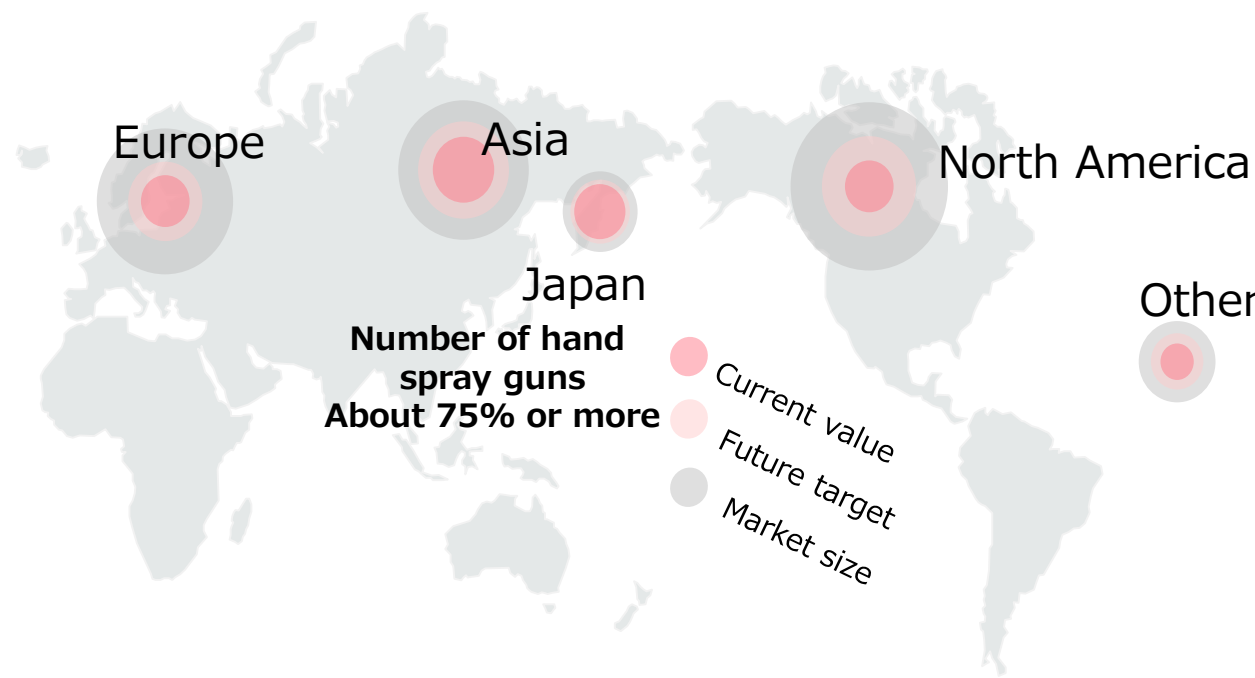 Europe
Asia
North America
Japan
Other
Number of hand
spray guns
About 75% or more
Current value
Future target
Market size